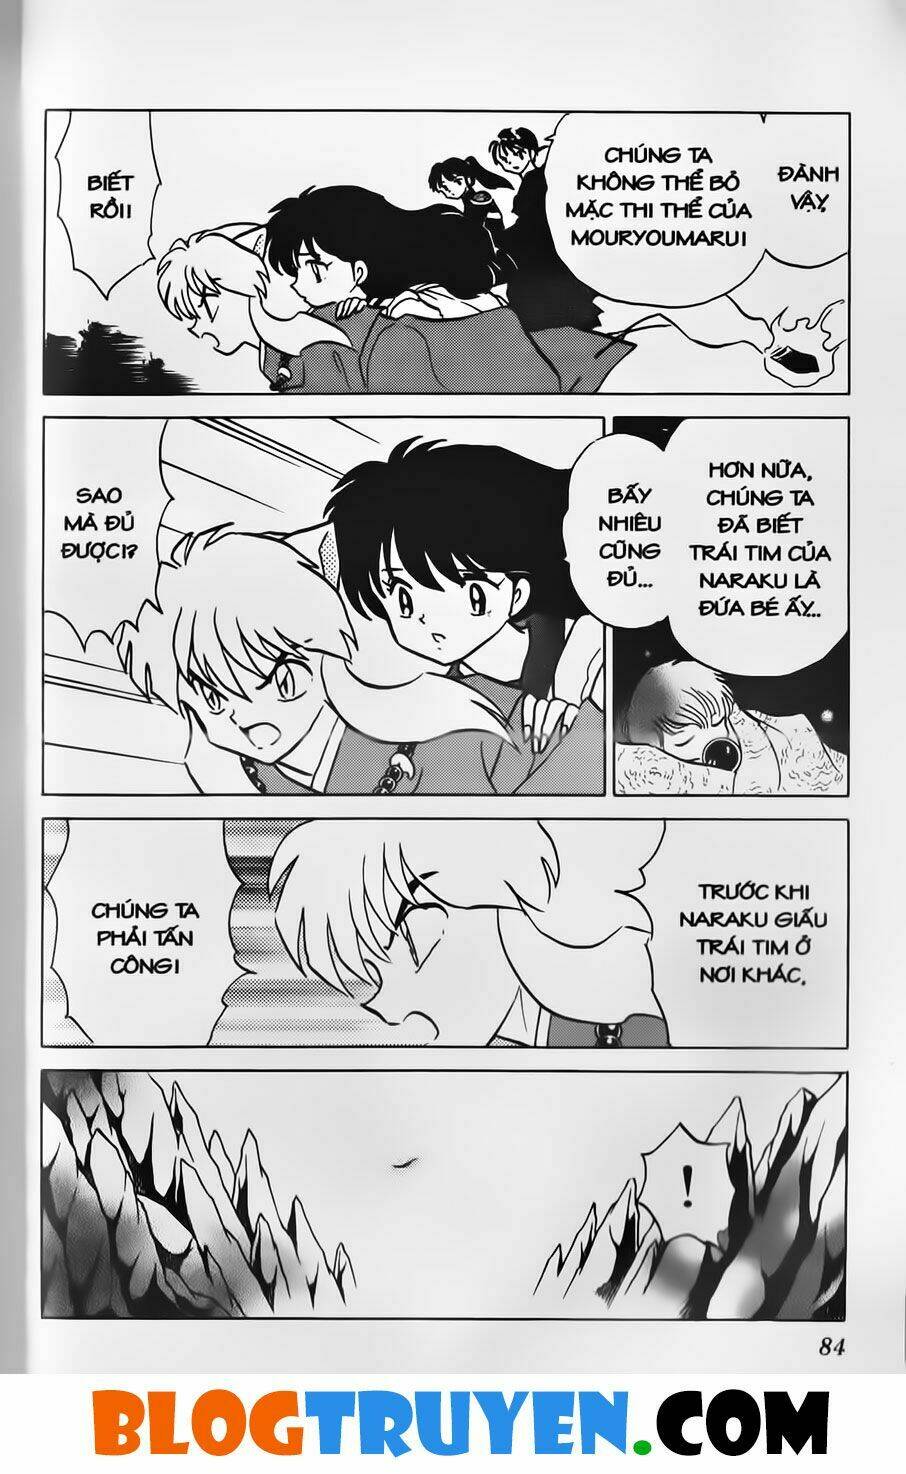 ĐÀNH
VẬY,
CHÚNG TA
KHÔNG THỂ BỎ
MẶC THI THỂ CỦA
MOURYOUMARU!
BIẾT
RỒI!
HƠN NỮA,
CHÚNG TA
ĐÃ BIẾT
TRÁI TIM CỦA
NARAKU LÀ
ĐỨA BÉ ẤY...
BẤY
NHIÊU
CŨNG
ĐỦ...
SAO
MÀ ĐỦ
ĐƯỢC!?
TRƯỚC KHI
NARAKU GIẤU
TRÁI TIM Ở
NƠI KHÁC,
CHÚNG TA
PHẢI TẤN
CÔNG!
!
84
BLOGTRUYEN.COM